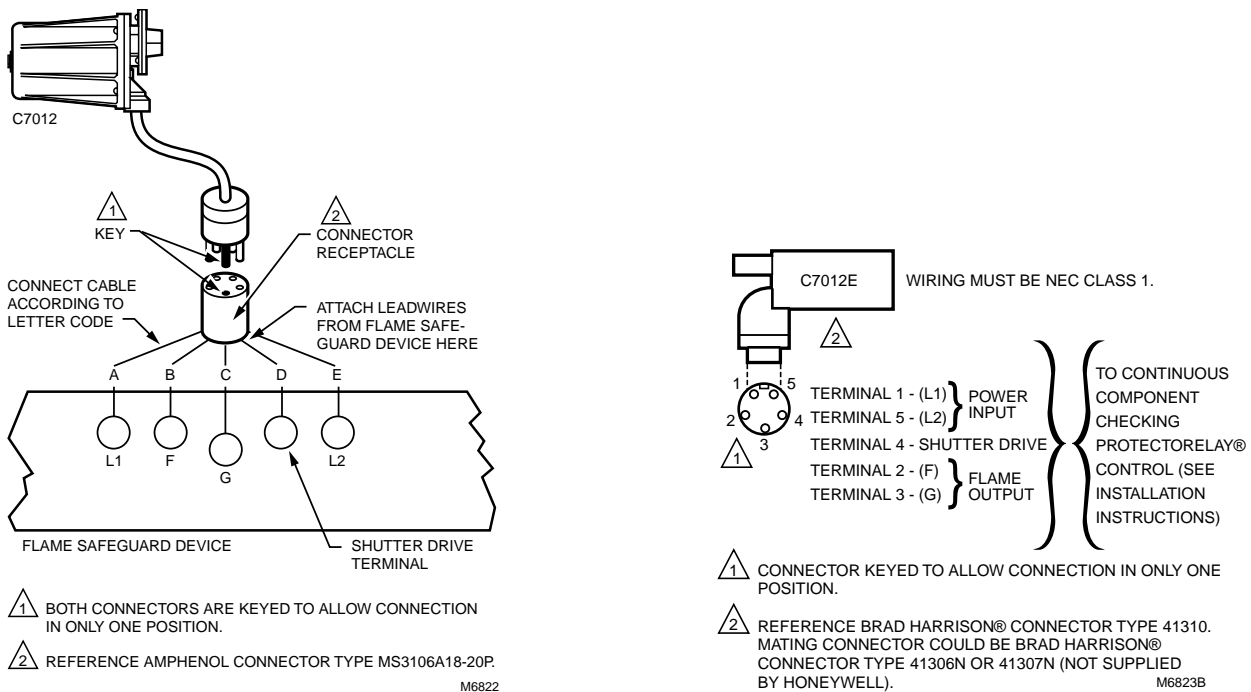 C7012
1
KEY
2
CONNECTOR
RECEPTACLE
CONNECT CABLE
ACCORDING TO
LETTER CODE
ATTACH LEADWIRES
FROM FLAME SAFE-
GUARD DEVICE HERE
A B C D E
L1 F G L2
FLAME SAFEGUARD DEVICE
SHUTTER DRIVE
TERMINAL
1 BOTH CONNECTORS ARE KEYED TO ALLOW CONNECTION
IN ONLY ONE POSITION.
2 REFERENCE AMPHENOL CONNECTOR TYPE MS3106A18-20P.
M6822
C7012E
WIRING MUST BE NEC CLASS 1.
2
1 5
2 4
3
1
TERMINAL 1 - (L1)
TERMINAL 5 - (L2)
POWER
INPUT
TERMINAL 4 - SHUTTER DRIVE
TERMINAL 2 - (F)
TERMINAL 3 - (G)
FLAME
OUTPUT
TO CONTINUOUS
COMPONENT
CHECKING
PROTECTORELAY®
CONTROL (SEE
INSTALLATION
INSTRUCTIONS)
1 CONNECTOR KEYED TO ALLOW CONNECTION IN ONLY ONE
POSITION.
2 REFERENCE BRAD HARRISON® CONNECTOR TYPE 41310.
MATING CONNECTOR COULD BE BRAD HARRISON®
CONNECTOR TYPE 41306N OR 41307N (NOT SUPPLIED
BY HONEYWELL).
M6823B